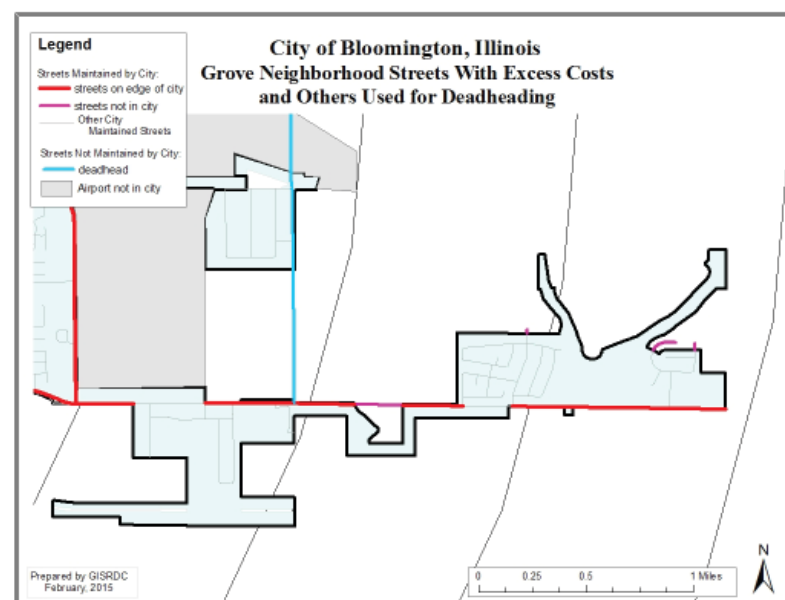 City of Bloomington, Illinois
Grove Neighborhood Streets With Excess Costs
and Others Used for Deadheading
Legend
Streets Maintained by City:
streets on edge of city
streets not in city
Other City
Maintained Streets
Streets Not Maintained by City:
deadhead
Airport not in city
Prepared by GISRDC
February, 2015
N
0 0.25 0.5 1 Miles